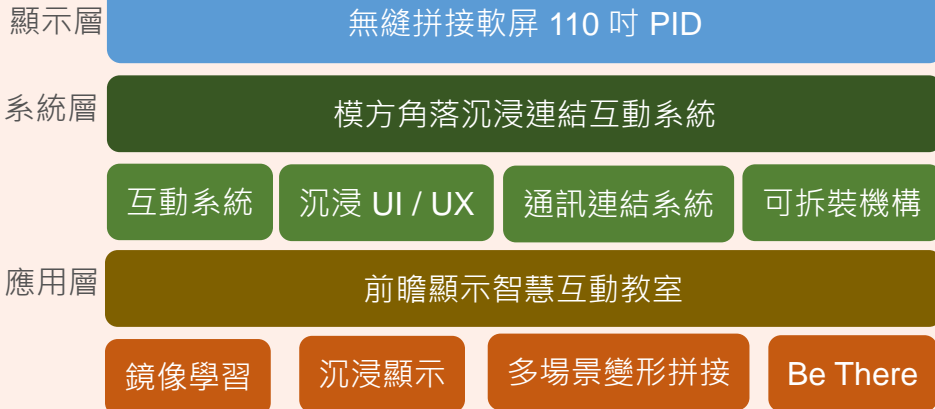 顯示層
無縫拼接軟屏 110 吋 PID
系統層
模方角落沉浸連結互動系統
互動系統
沉浸 UI / UX
通訊連結系統
可拆裝機構
應用層
前瞻顯示智慧互動教室
鏡像學習
沉浸顯示
多場景變形拼接
Be There